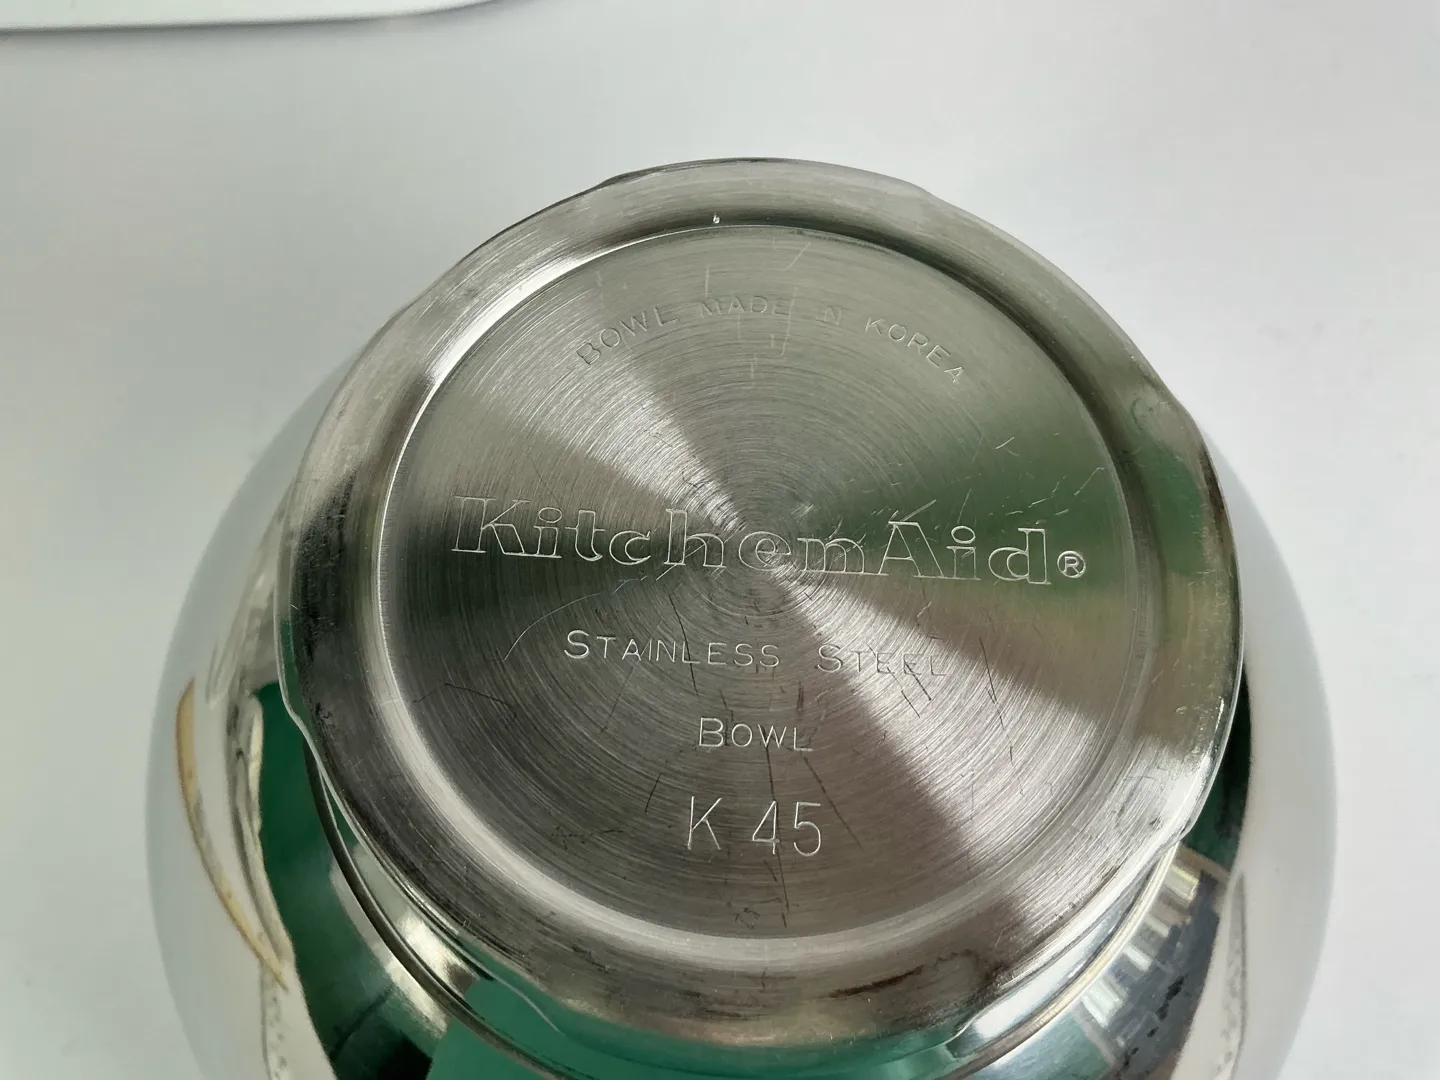 BOWL MADE IN KOREA
KitchenAid®
STAINLESS STEEL
BOWL
K 45